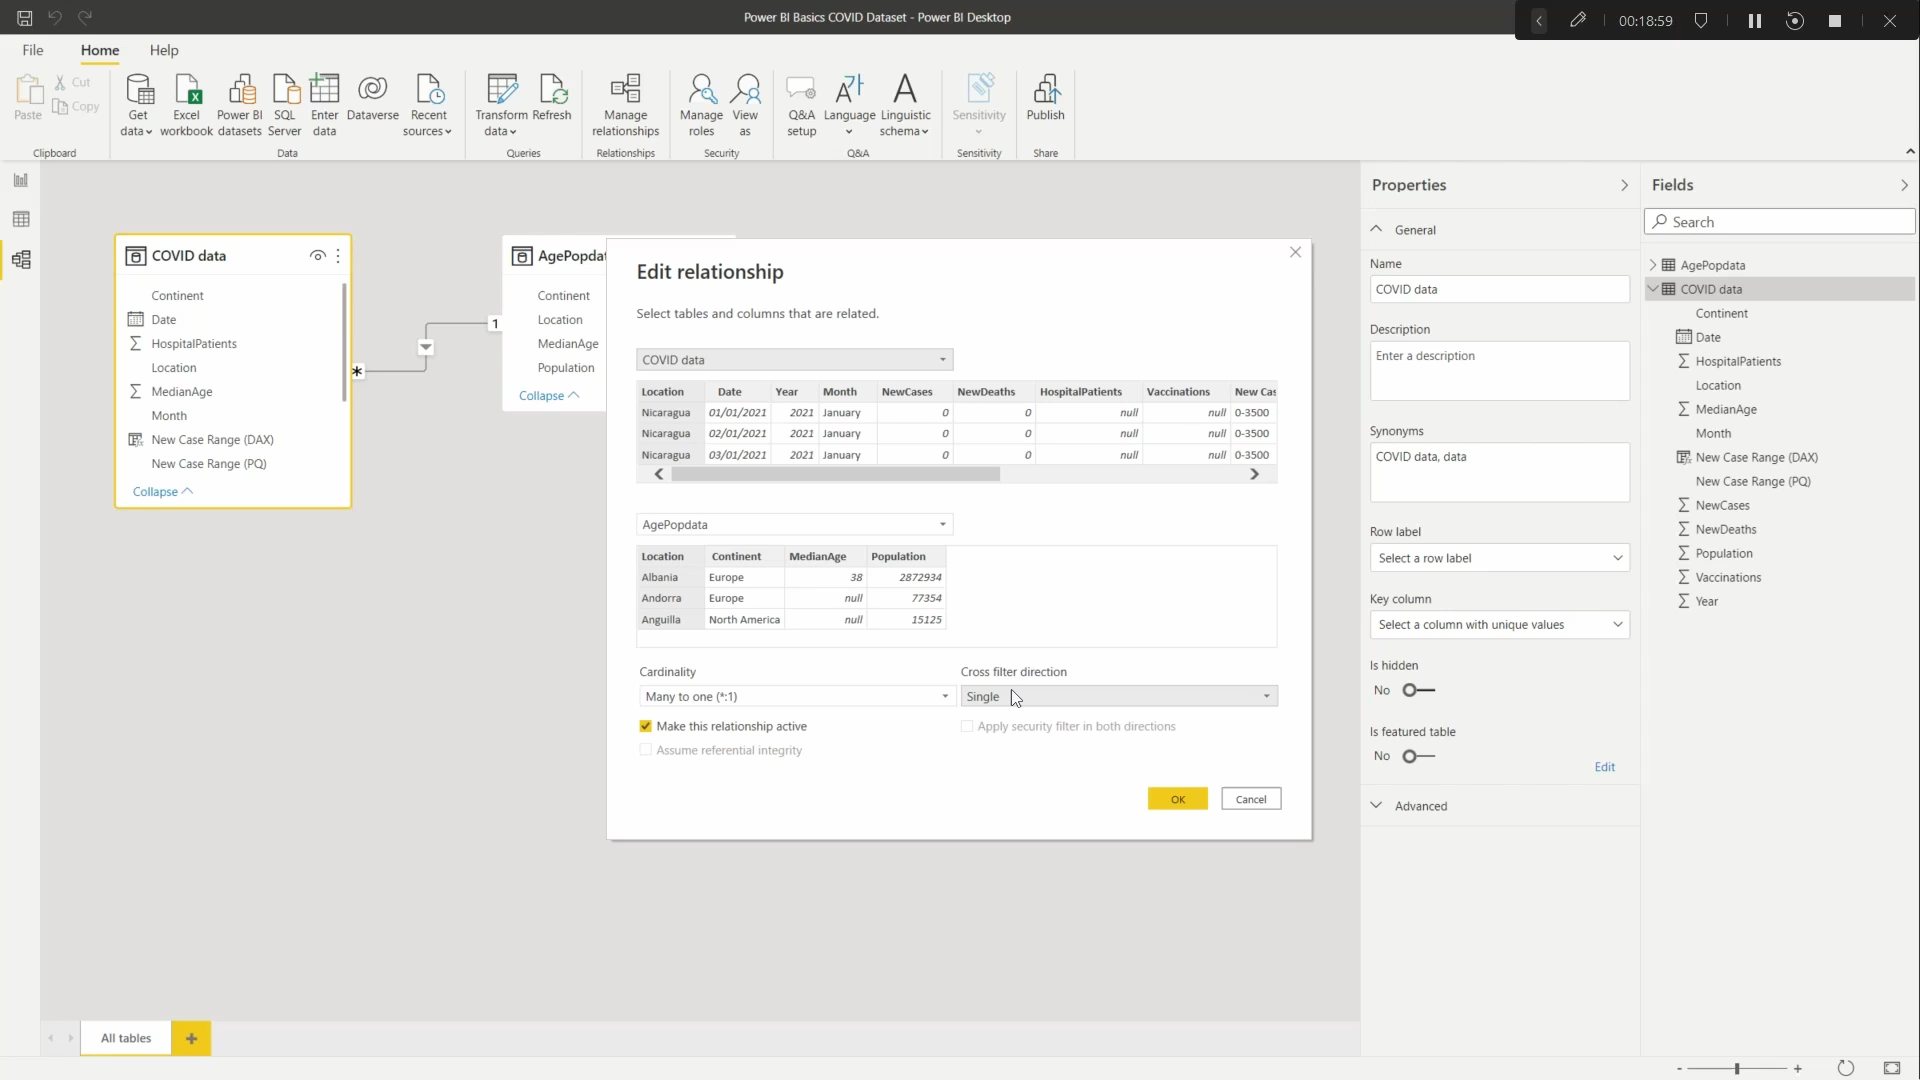 Power BI Basics COVID Dataset - Power BI Desktop
00:18:59
File Home Help
Paste
Cut
Copy
Clipboard
Get data
Excel workbook
Power BI datasets
SQL Server
Enter data
Dataverse
Recent sources
Data
Transform data
Refresh
Queries
Manage relationships
Relationships
Manage roles
View as
Security
Q&A setup
Language
Linguistic schema
Q&A
Sensitivity
Sensitivity
Publish
Share
COVID data
Continent
Date
HospitalPatients
Location
MedianAge
Month
New Case Range (DAX)
New Case Range (PQ)
Collapse
*
1
AgePopdat
Continent
Location
MedianAge
Population
Collapse
Edit relationship
Select tables and columns that are related.
COVID data
Location Date Year Month NewCases NewDeaths HospitalPatients Vaccinations New Cas
Nicaragua 01/01/2021 2021 January 0 0 null null 0-3500
Nicaragua 02/01/2021 2021 January 0 0 null null 0-3500
Nicaragua 03/01/2021 2021 January 0 0 null null 0-3500
AgePopdata
Location Continent MedianAge Population
Albania Europe 38 2872934
Andorra Europe null 77354
Anguilla North America null 15125
Cardinality
Many to one (*:1)
Cross filter direction
Single
Make this relationship active
Apply security filter in both directions
Assume referential integrity
OK
Cancel
Properties
General
Name
COVID data
Description
Enter a description
Synonyms
COVID data, data
Row label
Select a row label
Key column
Select a column with unique values
Is hidden
No
Is featured table
No
Edit
Advanced
Fields
Search
AgePopdata
COVID data
Continent
Date
HospitalPatients
Location
MedianAge
Month
New Case Range (DAX)
New Case Range (PQ)
NewCases
NewDeaths
Population
Vaccinations
Year
All tables